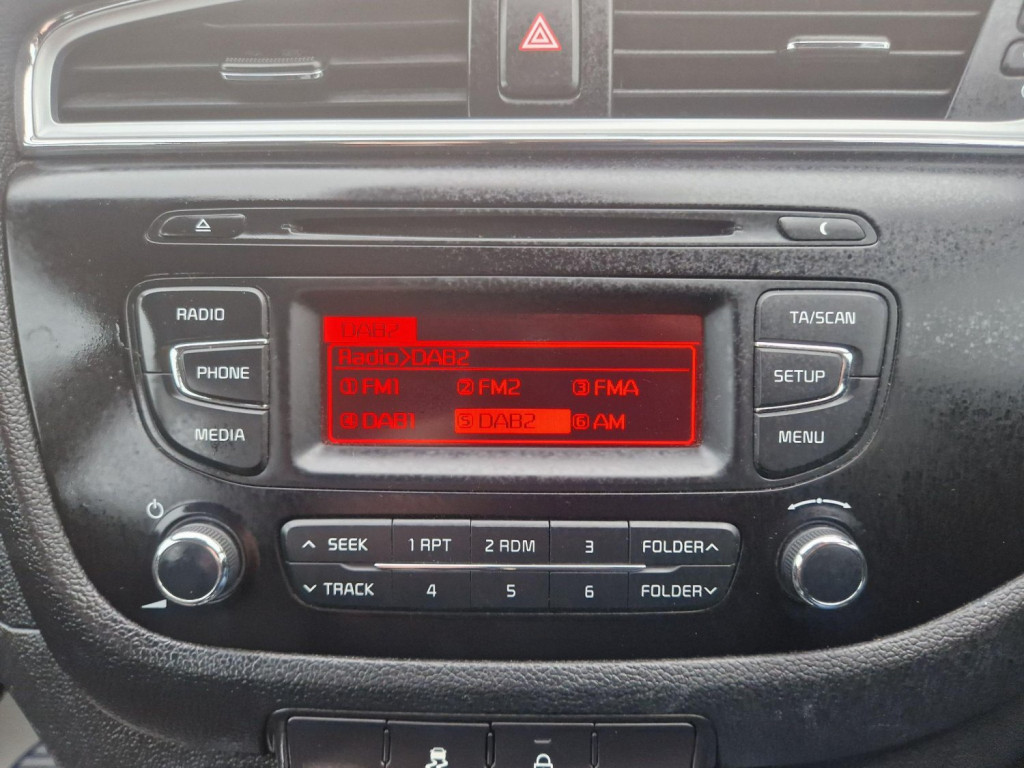 RADIO
PHONE
MEDIA
DAB2
Radio>DAB2
① FM1 ② FM2 ③ FMA
④ DAB1 ⑤ DAB2 ⑥ AM
TA/SCAN
SETUP
MENU
SEEK 1 RPT 2 RDM 3 FOLDER
TRACK 4 5 6 FOLDER